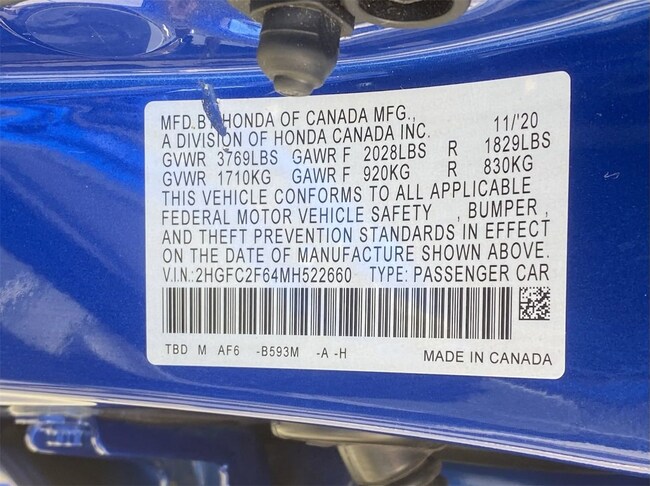 MFD.BY HONDA OF CANADA MFG., 11/'20
A DIVISION OF HONDA CANADA INC.
GVWR 3769LBS GAWR F 2028LBS R 1829LBS
GVWR 1710KG GAWR F 920KG R 830KG
THIS VEHICLE CONFORMS TO ALL APPLICABLE
FEDERAL MOTOR VEHICLE SAFETY , BUMPER ,
AND THEFT PREVENTION STANDARDS IN EFFECT
ON THE DATE OF MANUFACTURE SHOWN ABOVE.
V.I.N.:2HGFC2F64MH522660 TYPE: PASSENGER CAR
TBD M AF6 -B593M -A -H MADE IN CANADA